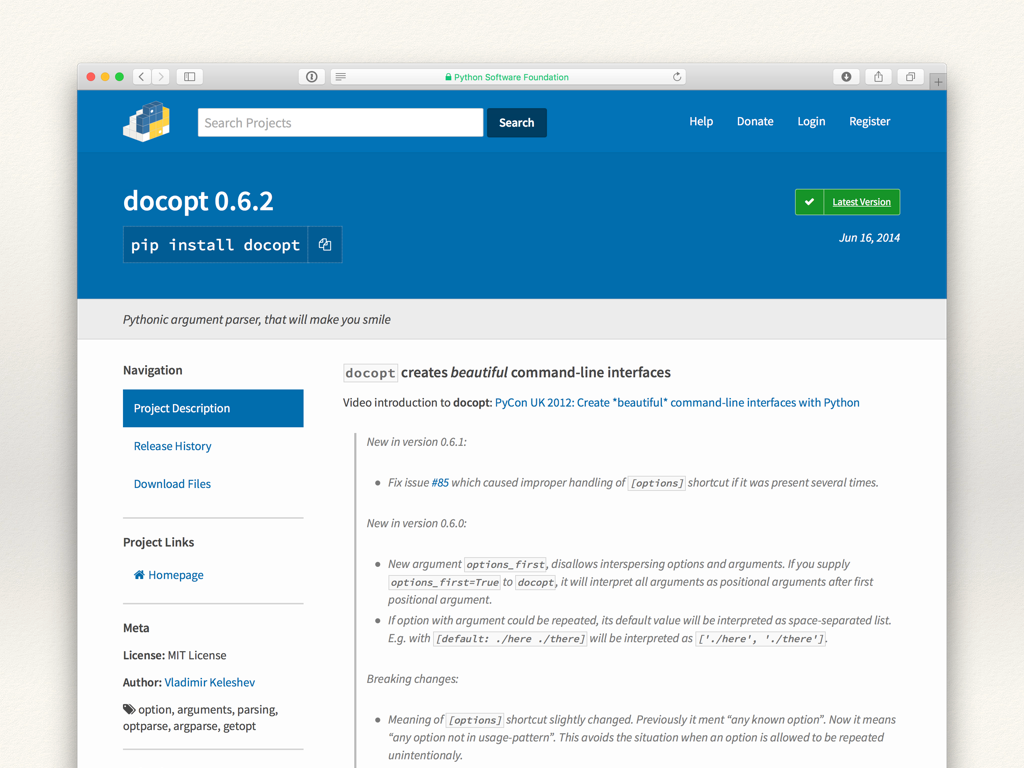 Python Software Foundation
Search Projects
Search
Help
Donate
Login
Register
docopt 0.6.2
Latest Version
pip install docopt
Jun 16, 2014
Pythonic argument parser, that will make you smile
Navigation
Project Description
Release History
Download Files
Project Links
Homepage
Meta
License: MIT License
Author: Vladimir Keleshev
option, arguments, parsing,
optparse, argparse, getopt
docopt creates beautiful command-line interfaces
Video introduction to docopt: PyCon UK 2012: Create *beautiful* command-line interfaces with Python
New in version 0.6.1:
• Fix issue #85 which caused improper handling of [options] shortcut if it was present several times.
New in version 0.6.0:
• New argument options_first, disallows interspersing options and arguments. If you supply
options_first=True to docopt, it will interpret all arguments as positional arguments after first
positional argument.
• If option with argument could be repeated, its default value will be interpreted as space-separated list.
E.g. with [default: ./here ./there] will be interpreted as ['./here', './there'].
Breaking changes:
• Meaning of [options] shortcut slightly changed. Previously it ment “any known option”. Now it means
“any option not in usage-pattern”. This avoids the situation when an option is allowed to be repeated
unintentionaly.